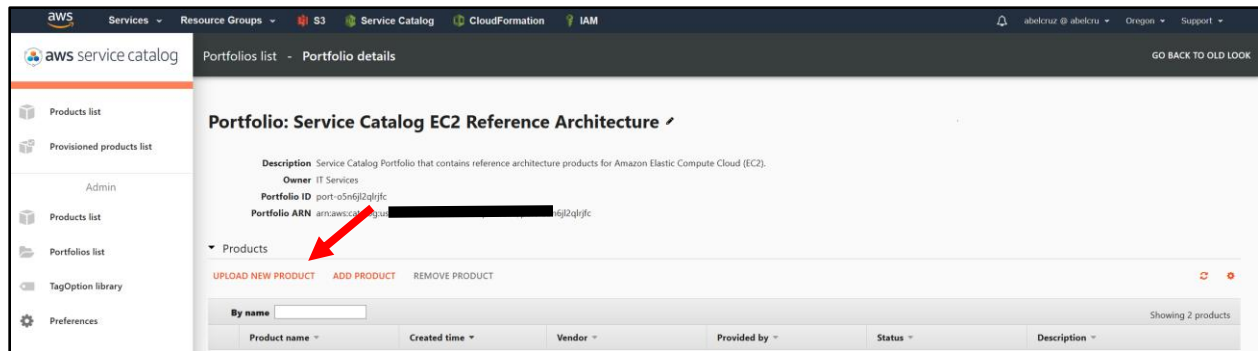 aws Services Resource Groups S3 Service Catalog CloudFormation IAM abelcruz @ abelcru Oregon Support
aws service catalog
Portfolios list - Portfolio details GO BACK TO OLD LOOK
Products list
Provisioned products list
Admin
Products list
Portfolios list
TagOption library
Preferences
Portfolio: Service Catalog EC2 Reference Architecture
Description Service Catalog Portfolio that contains reference architecture products for Amazon Elastic Compute Cloud (EC2).
Owner IT Services
Portfolio ID port-o5n6jl2qlrjfc
Portfolio ARN
Products
UPLOAD NEW PRODUCT ADD PRODUCT REMOVE PRODUCT
By name Showing 2 products
Product name Created time Vendor Provided by Status Description